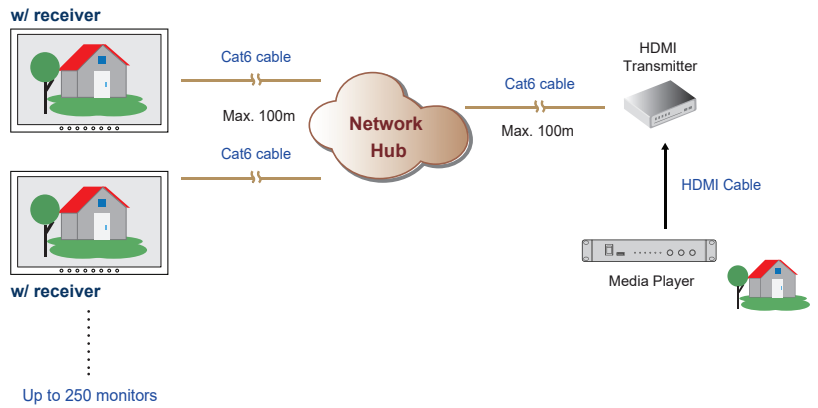 w/ receiver
Cat6 cable
Max. 100m
Cat6 cable
Network
Hub
Cat6 cable
Max. 100m
HDMI
Transmitter
HDMI Cable
Media Player
w/ receiver
Up to 250 monitors